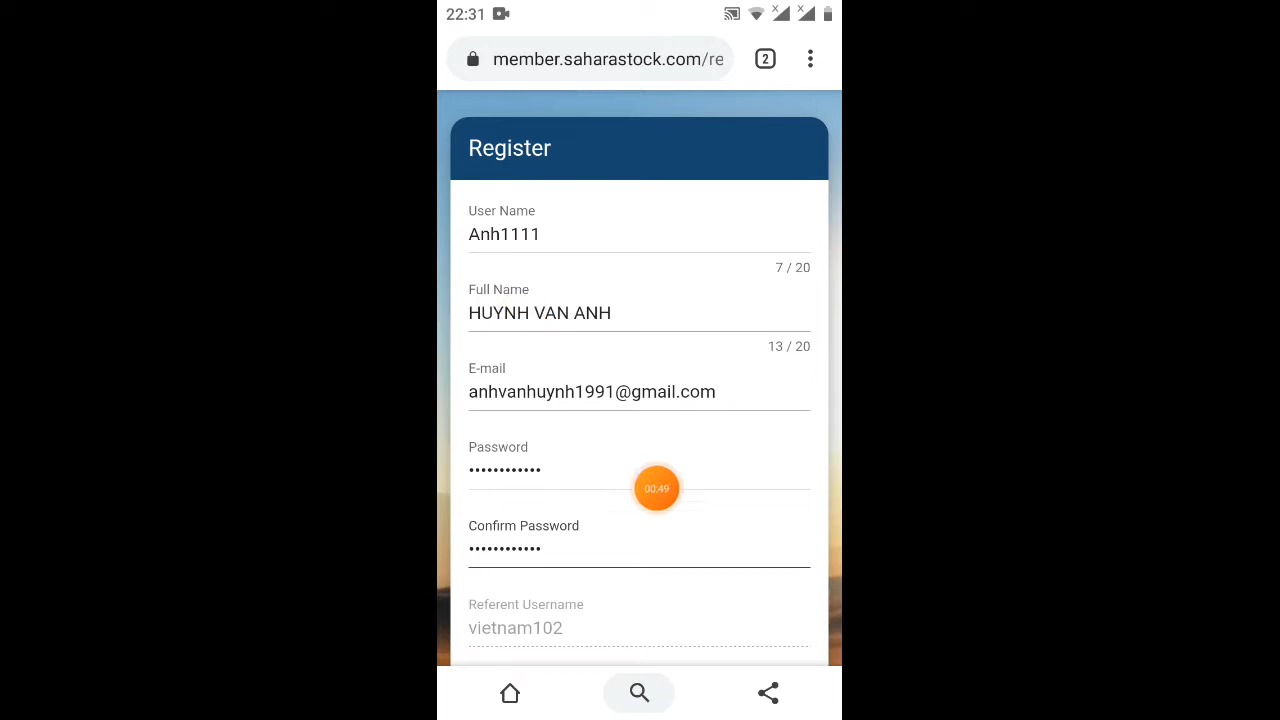 22:31
2
member.saharastock.com/re
Register
User Name
Anh1111
7 / 20
Full Name
HUYNH VAN ANH
13 / 20
E-mail
anhvanhuynh1991@gmail.com
Password
••••••••••••
00:49
Confirm Password
••••••••••••
Referent Username
vietnam102